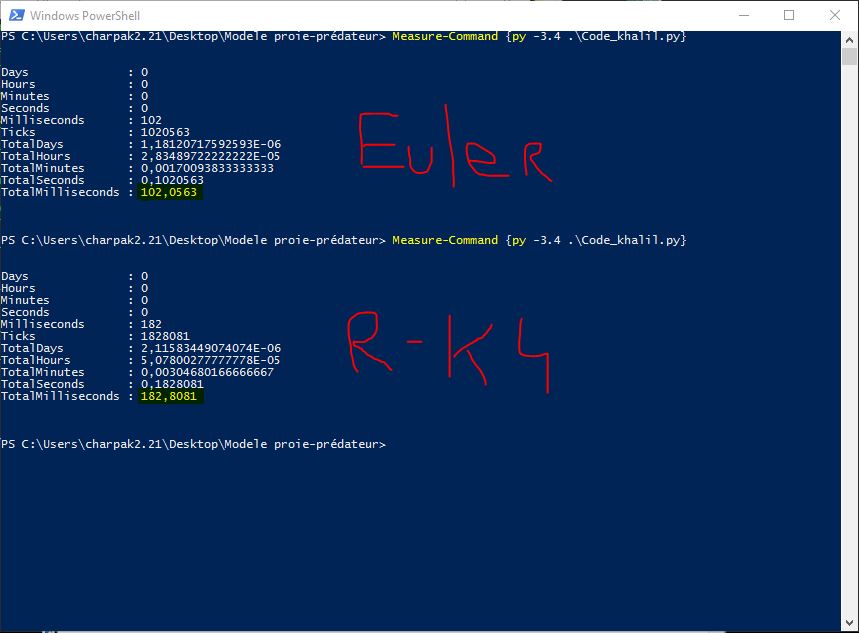 Windows PowerShell
PS C:\Users\charpak2.21\Desktop\Modele proie-prédateur> Measure-Command {py -3.4 .\Code_khalil.py}
Days : 0
Hours : 0
Minutes : 0
Seconds : 0
Milliseconds : 102
Ticks : 1020563
TotalDays : 1,18120717592593E-06
TotalHours : 2,83489722222222E-05
TotalMinutes : 0,00170093833333333
TotalSeconds : 0,1020563
TotalMilliseconds : 102,0563
Euler
PS C:\Users\charpak2.21\Desktop\Modele proie-prédateur> Measure-Command {py -3.4 .\Code_khalil.py}
Days : 0
Hours : 0
Minutes : 0
Seconds : 0
Milliseconds : 182
Ticks : 1828081
TotalDays : 2,11583449074074E-06
TotalHours : 5,07800277777778E-05
TotalMinutes : 0,00304680166666667
TotalSeconds : 0,1828081
TotalMilliseconds : 182,8081
R-K4
PS C:\Users\charpak2.21\Desktop\Modele proie-prédateur>